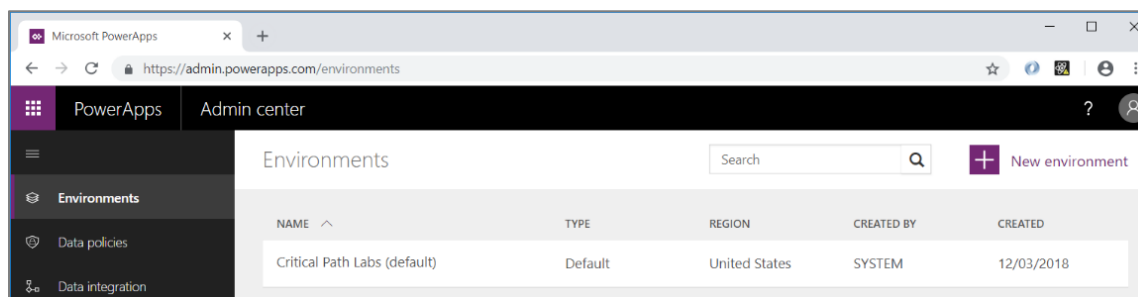 Microsoft PowerApps
https://admin.powerapps.com/environments
PowerApps Admin center ?
Environments Search New environment
Environments
NAME TYPE REGION CREATED BY CREATED
Data policies
Critical Path Labs (default) Default United States SYSTEM 12/03/2018
Data integration